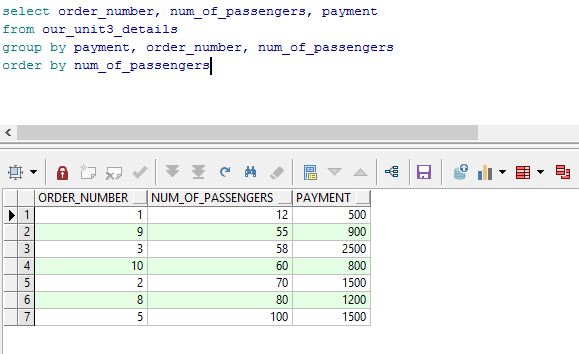 select order_number, num_of_passengers, payment
from our_unit3_details
group by payment, order_number, num_of_passengers
order by num_of_passengers
ORDER_NUMBER NUM_OF_PASSENGERS PAYMENT
1 1 12 500
2 9 55 900
3 3 58 2500
4 10 60 800
5 2 70 1500
6 8 80 1200
7 5 100 1500